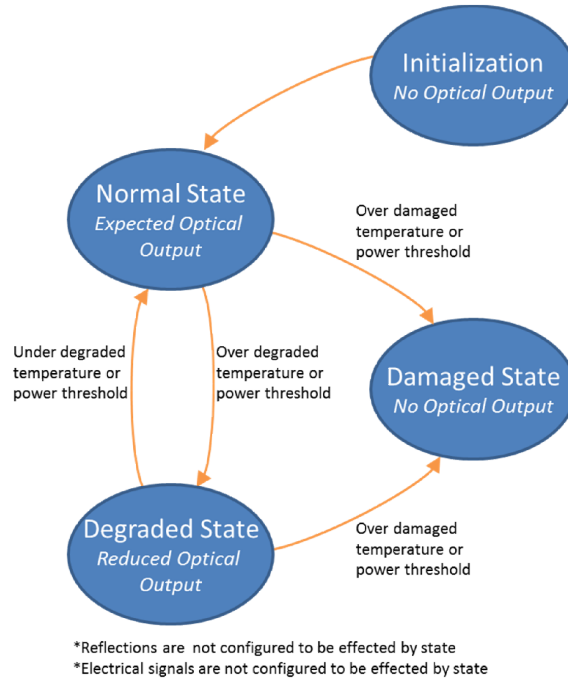 Initialization
No Optical Output
Normal State
Expected Optical
Output
Over damaged
temperature or
power threshold
Under degraded
temperature or
power threshold
Over degraded
temperature or
power threshold
Damaged State
No Optical Output
Degraded State
Reduced Optical
Output
Over damaged
temperature or
power threshold
*Reflections are not configured to be effected by state
*Electrical signals are not configured to be effected by state